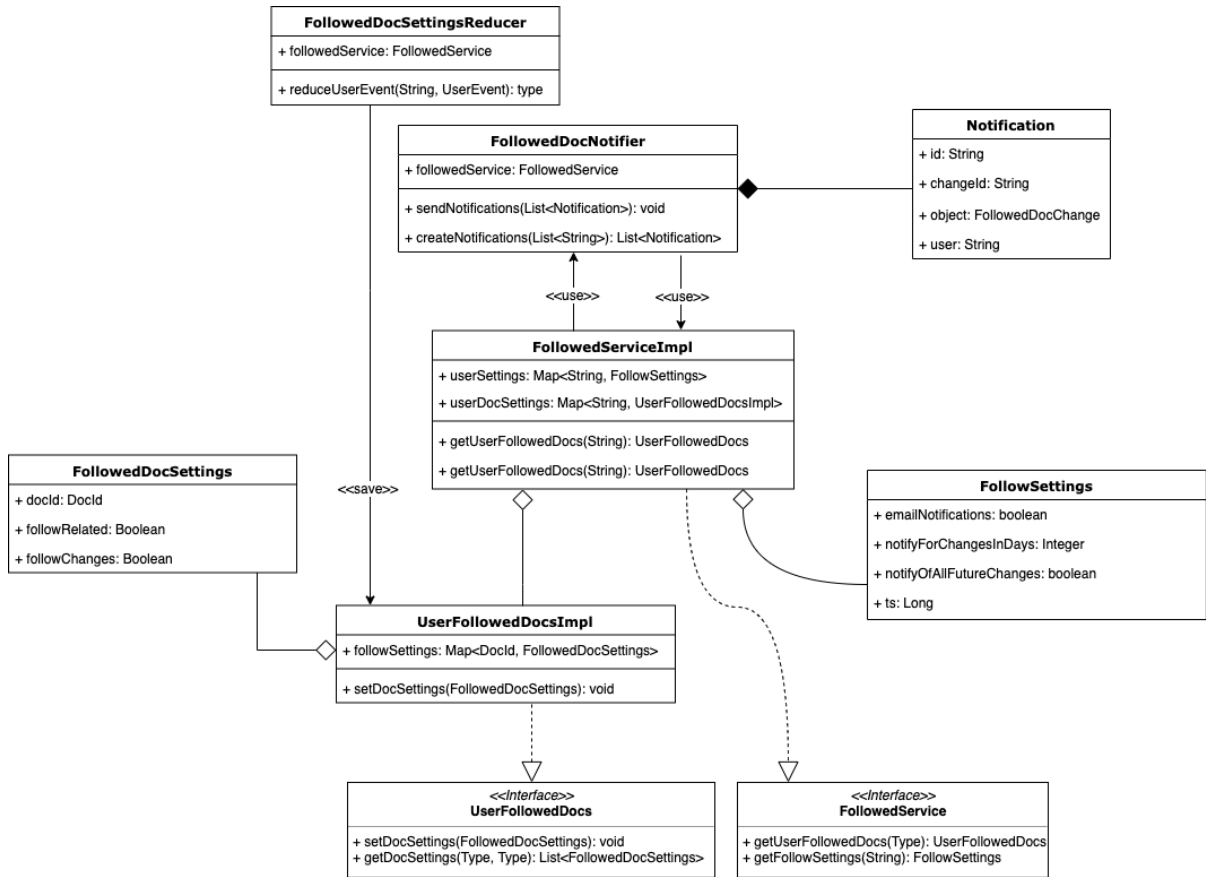 FollowedDocSettingsReducer
+ followedService: FollowedService
+ reduceUserEvent(String, UserEvent): type
FollowedDocNotifier
+ followedService: FollowedService
+ sendNotifications(List<Notification>): void
+ createNotifications(List<String>): List<Notification>
Notification
+ id: String
+ changeId: String
+ object: FollowedDocChange
+ user: String
<<use>>
<<use>>
FollowedServiceImpl
+ userSettings: Map<String, FollowSettings>
+ userDocSettings: Map<String, UserFollowedDocsImpl>
+ getUserFollowedDocs(String): UserFollowedDocs
+ getUserFollowedDocs(String): UserFollowedDocs
FollowedDocSettings
+ docId: DocId
+ followRelated: Boolean
+ followChanges: Boolean
<<save>>
FollowSettings
+ emailNotifications: boolean
+ notifyForChangesInDays: Integer
+ notifyOfAllFutureChanges: boolean
+ ts: Long
UserFollowedDocsImpl
+ followSettings: Map<DocId, FollowedDocSettings>
+ setDocSettings(FollowedDocSettings): void
<<Interface>>
UserFollowedDocs
+ setDocSettings(FollowedDocSettings): void
+ getDocSettings(Type, Type): List<FollowedDocSettings>
<<Interface>>
FollowedService
+ getUserFollowedDocs(Type): UserFollowedDocs
+ getFollowSettings(String): FollowSettings